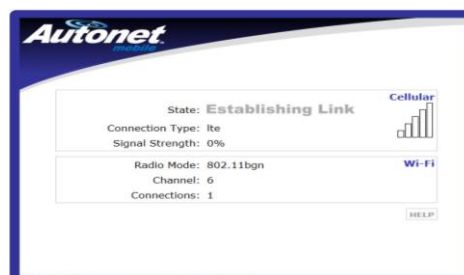 Autonet
mobile
Cellular
State: Establishing Link
Connection Type: lte
Signal Strength: 0%
Wi-Fi
Radio Mode: 802.11bgn
Channel: 6
Connections: 1
HELP